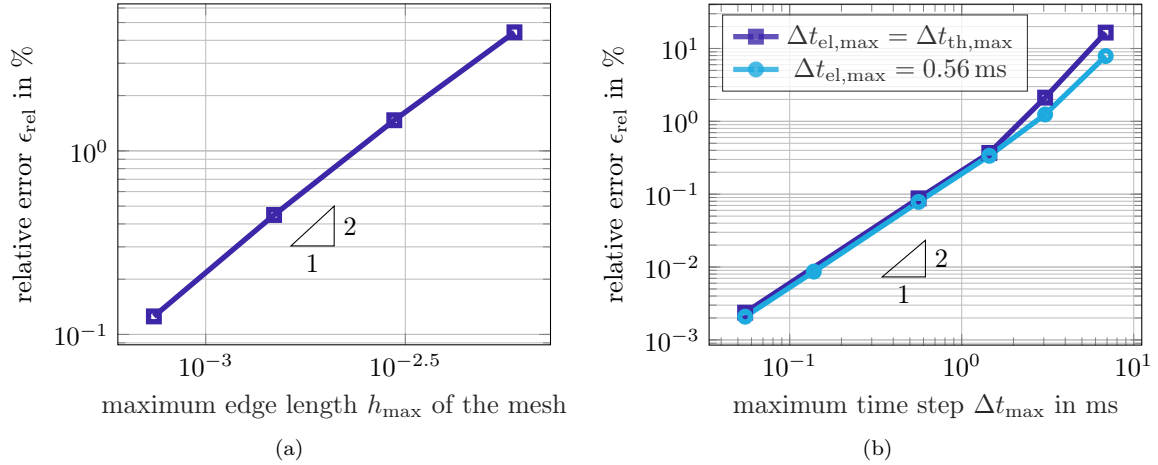 relative error ϵ_rel in %
10^0
10^−1
10^−3
10^−2.5
2
1
maximum edge length h_max of the mesh
(a)
relative error ϵ_rel in %
Δt_el,max = Δt_th,max
Δt_el,max = 0.56 ms
10^1
10^0
10^−1
10^−2
10^−3
2
1
10^−1
10^0
10^1
maximum time step Δt_max in ms
(b)